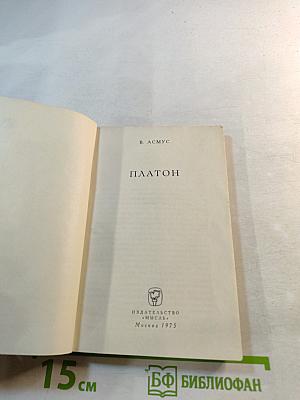 В. АСМУС
ПЛАТОН
ИЗДАТЕЛЬСТВО
«МЫСЛЬ»
Москва 1975
15 см
БФ БИБЛИОФАН